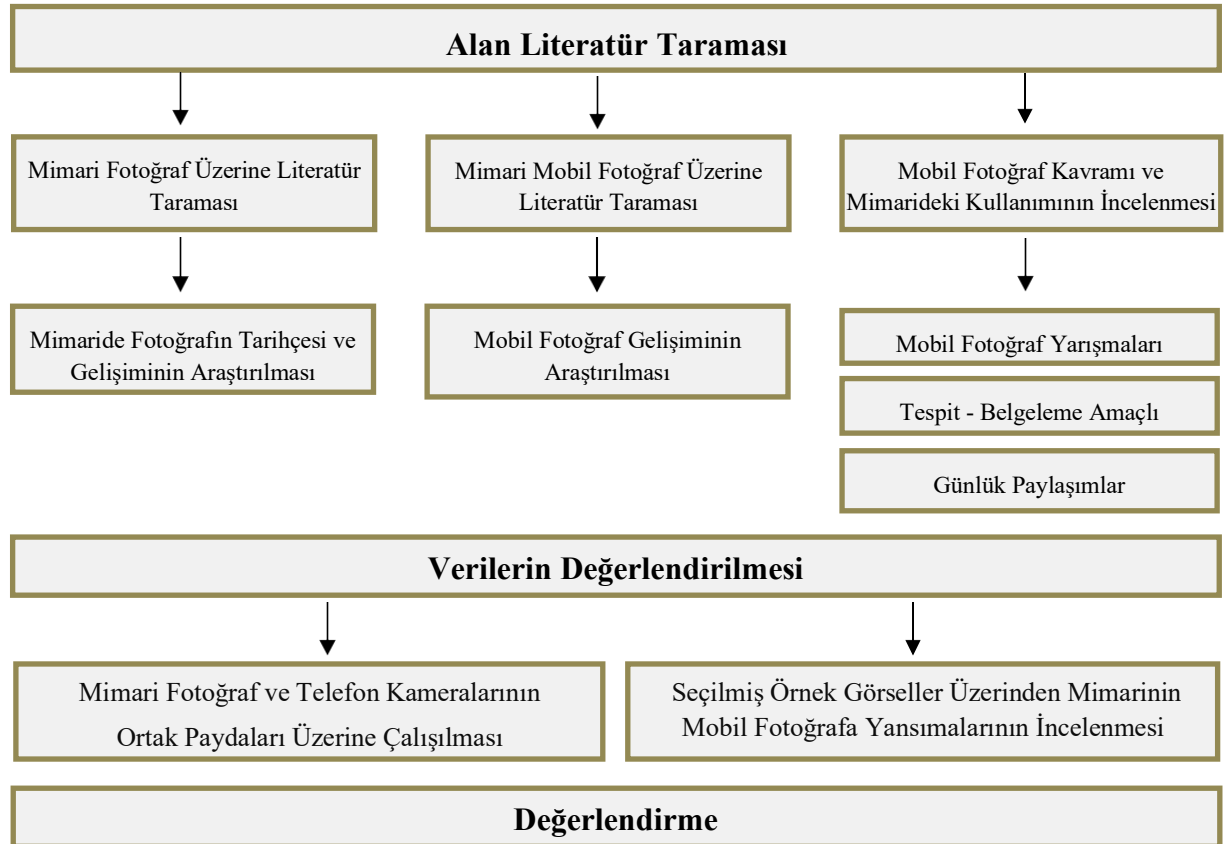 Alan Literatür Taraması
Mimari Fotoğraf Üzerine Literatür
Taraması
Mimari Mobil Fotoğraf Üzerine
Literatür Taraması
Mobil Fotoğraf Kavramı ve
Mimarideki Kullanımının İncelenmesi
Mimaride Fotoğrafın Tarihçesi ve
Gelişiminin Araştırılması
Mobil Fotoğraf Gelişiminin
Araştırılması
Mobil Fotoğraf Yarışmaları
Tespit - Belgeleme Amaçlı
Günlük Paylaşımlar
Verilerin Değerlendirilmesi
Mimari Fotoğraf ve Telefon Kameralarının
Ortak Paydaları Üzerine Çalışılması
Seçilmiş Örnek Görseller Üzerinden Mimarinin
Mobil Fotoğrafa Yansımalarının İncelenmesi
Değerlendirme